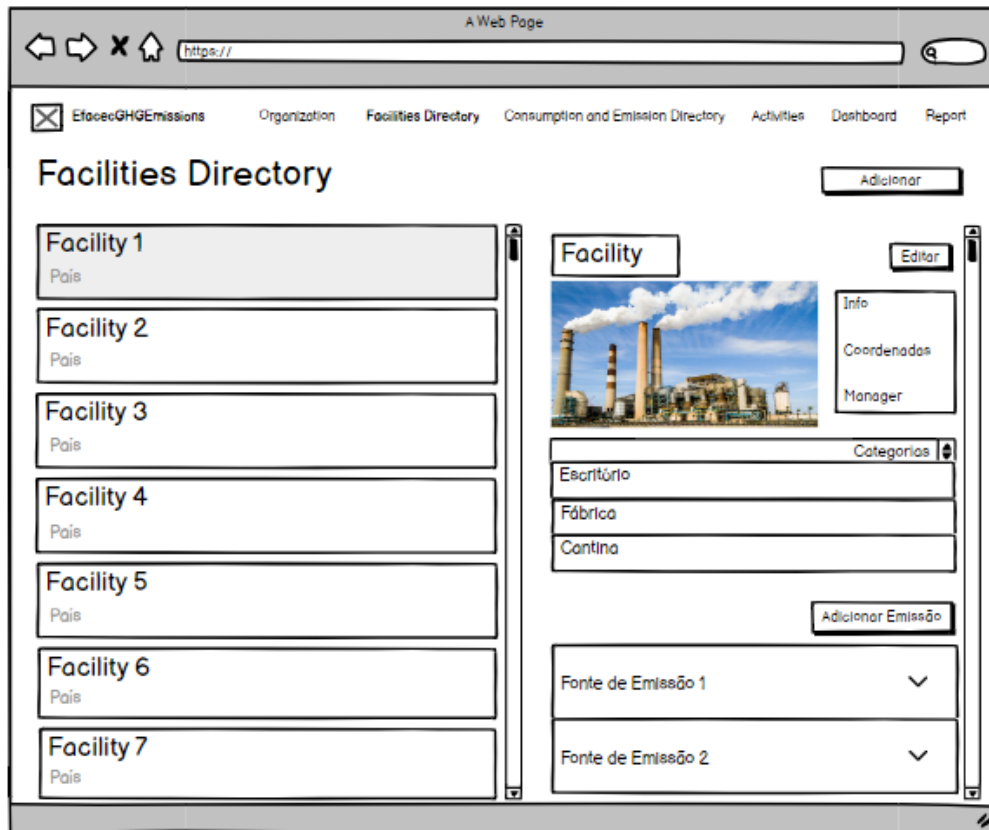 A Web Page
https://
EfacecGHGEmissions Organization Facilities Directory Consumption and Emission Directory Activities Dashboard Report
Facilities Directory
Adicionar
Facility 1
País
Facility 2
País
Facility 3
País
Facility 4
País
Facility 5
País
Facility 6
País
Facility 7
País
Facility
Editar
Info
Coordenadas
Manager
Categorias
Escritório
Fábrica
Cantina
Adicionar Emissão
Fonte de Emissão 1
Fonte de Emissão 2